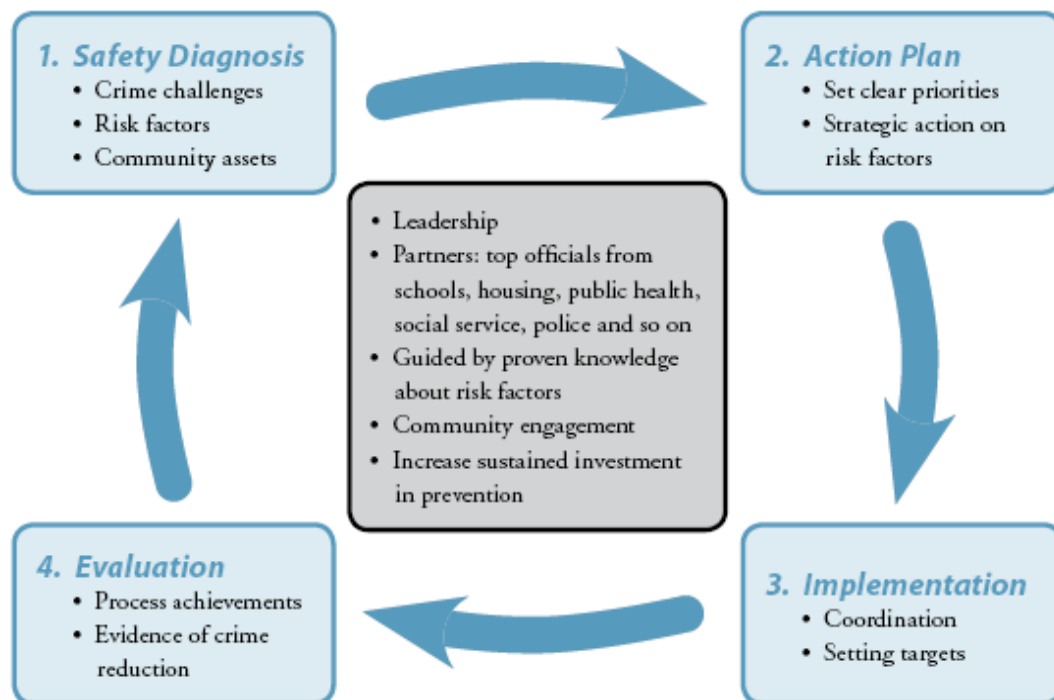 1. Safety Diagnosis
• Crime challenges
• Risk factors
• Community assets
2. Action Plan
• Set clear priorities
• Strategic action on
risk factors
• Leadership
• Partners: top officials from
schools, housing, public health,
social service, police and so on
• Guided by proven knowledge
about risk factors
• Community engagement
• Increase sustained investment
in prevention
3. Implementation
• Coordination
• Setting targets
4. Evaluation
• Process achievements
• Evidence of crime
reduction